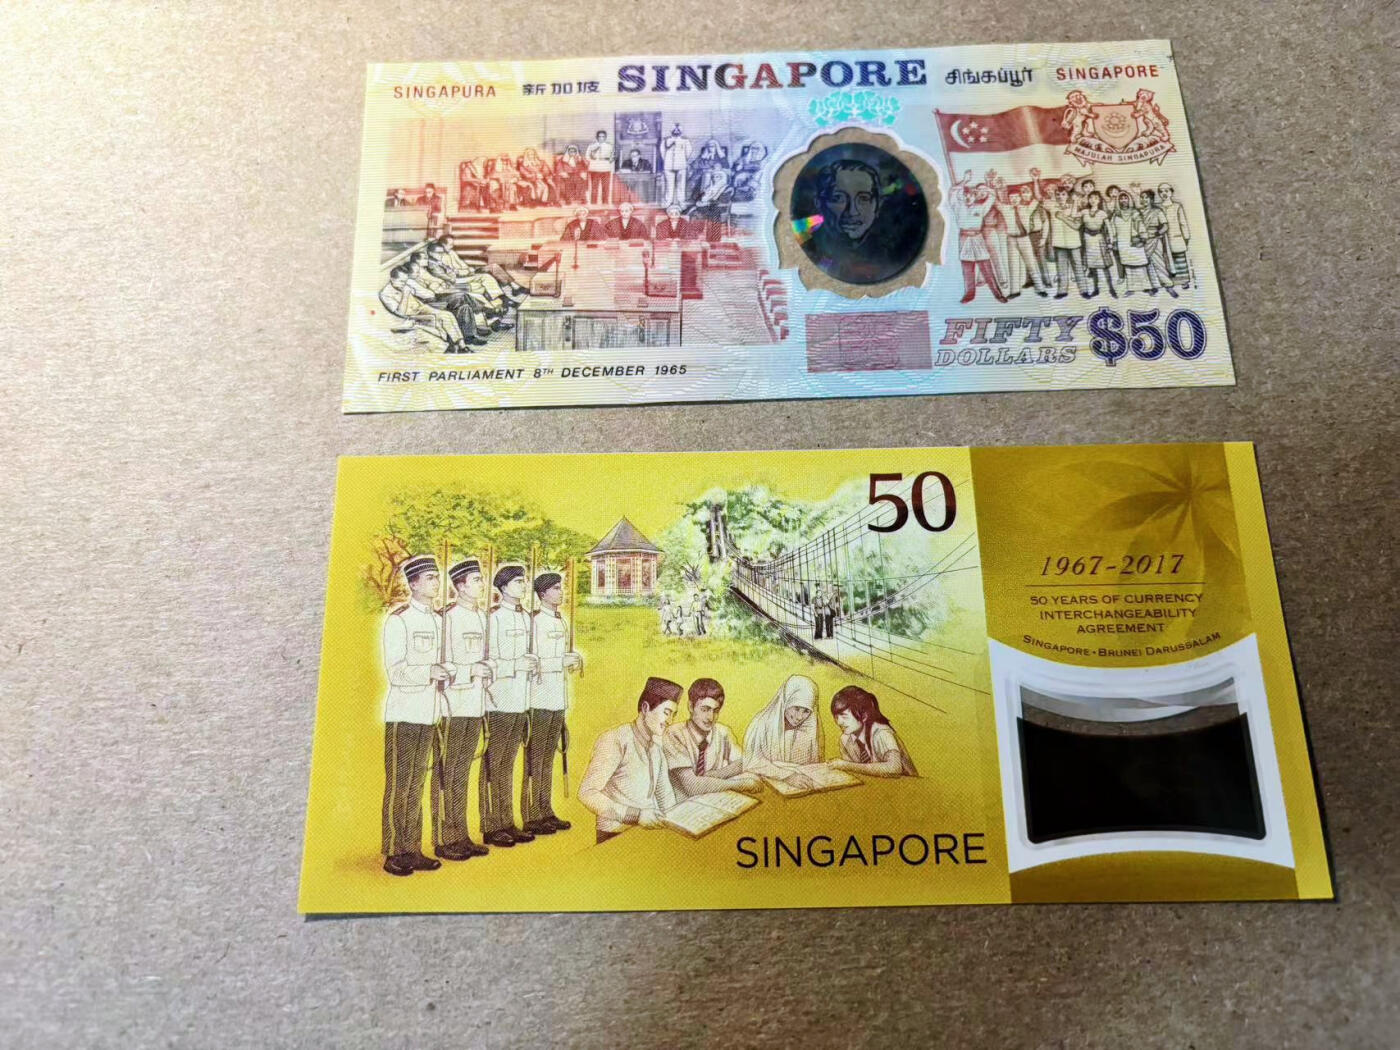 SINGAPURA 新加坡 SINGAPORE சிங்கப்பூர் SINGAPORE
MAJULAH SINGAPURA
FIFTY
DOLLARS
$50
FIRST PARLIAMENT 8TH DECEMBER 1965
50
1967-2017
50 YEARS OF CURRENCY
INTERCHANGEABILITY
AGREEMENT
SINGAPORE • BRUNEI DARUSSALAM
SINGAPORE